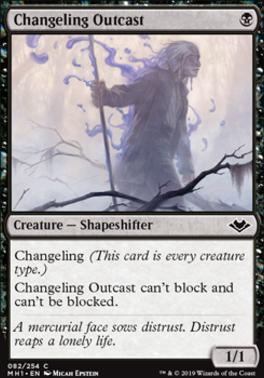 Changeling Outcast
Creature — Shapeshifter
Changeling (This card is every creature
type.)
Changeling Outcast can't block and
can't be blocked.
A mercurial face sows distrust. Distrust
reaps a lonely life.
1/1
082/254 C
MH1 • EN MICAH EPSTEIN
™ & © 2019 Wizards of the Coast